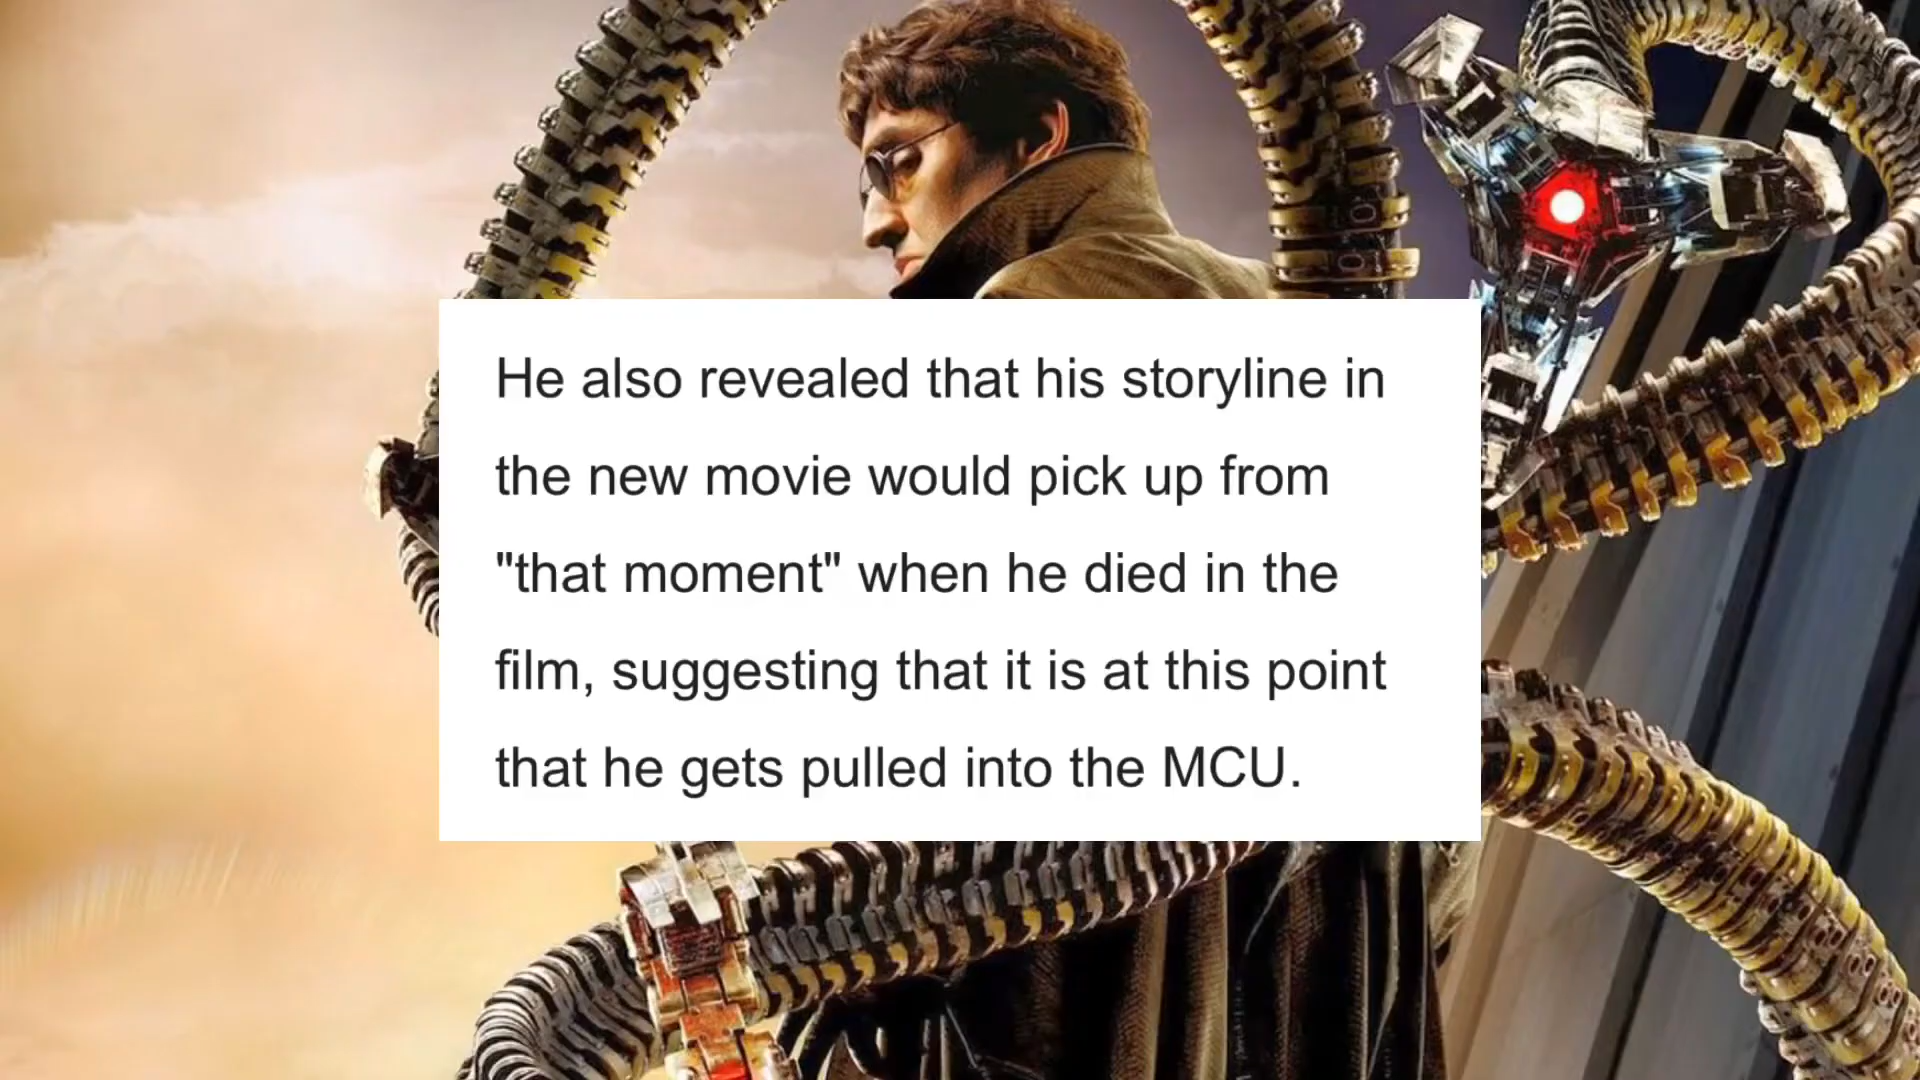 He also revealed that his storyline in
the new movie would pick up from
"that moment" when he died in the
film, suggesting that it is at this point
that he gets pulled into the MCU.